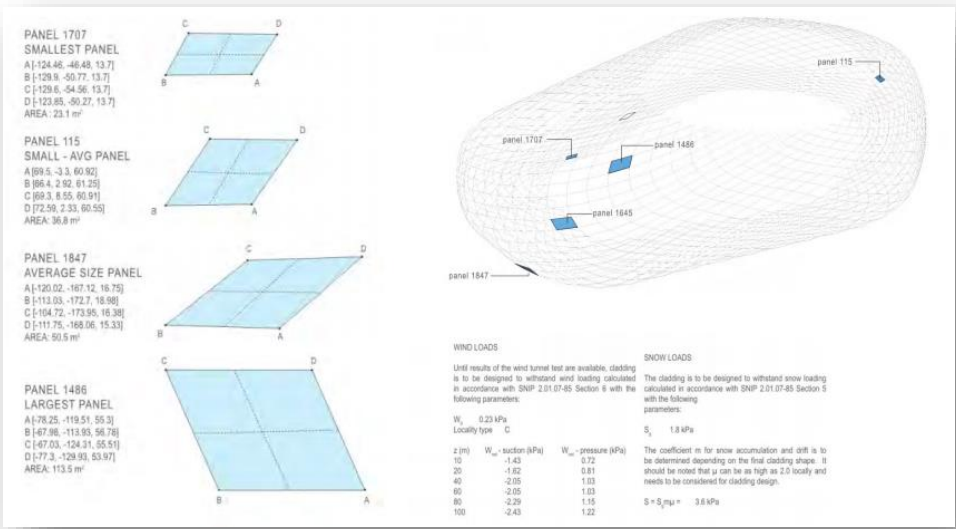 PANEL 1707
SMALLEST PANEL
A [-124.46, -46.48, 13.7]
B [-129.9, -50.77, 13.7]
C [-129.6, -54.56, 13.7]
D [-123.85, -50.27, 13.7]
AREA : 23.1 m²
C
D
B
A
PANEL 115
SMALL - AVG PANEL
A [69.5, -3.3, 60.92]
B [66.4, 2.92, 61.25]
C [69.3, 8.55, 60.91]
D [72.59, 2.33, 60.55]
AREA: 36.8 m²
C
D
B
A
PANEL 1847
AVERAGE SIZE PANEL
A [-120.02, -167.12, 16.75]
B [-113.03, -172.7, 18.98]
C [-104.72, -173.95, 16.38]
D [-111.75, -168.06, 15.33]
AREA: 50.5 m²
C
D
B
A
PANEL 1486
LARGEST PANEL
A [-78.25, -119.51, 55.3]
B [-67.96, -113.93, 56.76]
C [-67.03, -124.31, 55.51]
D [-77.3, -129.93, 53.97]
AREA: 113.5 m²
C
D
B
A
panel 115
panel 1707
panel 1486
panel 1645
panel 1847
WIND LOADS
Until results of the wind tunnel test are available, cladding
is to be designed to withstand wind loading calculated
in accordance with SNIP 2.01.07-85 Section 6 with the
following parameters:
0.23 kPa
Locality type C
z (m) - suction (kPa) - pressure (kPa)
10 -1.43 0.72
20 -1.62 0.81
40 -2.05 1.03
60 -2.05 1.03
80 -2.29 1.15
100 -2.43 1.22
SNOW LOADS
The cladding is to be designed to withstand snow loading
calculated in accordance with SNIP 2.01.07-85 Section 5
with the following
parameters:
1.8 kPa
The coefficient m for snow accumulation and drift is to
be determined depending on the final cladding shape. It
should be noted that µ can be as high as 2.0 locally and
needs to be considered for cladding design.
3.6 kPa